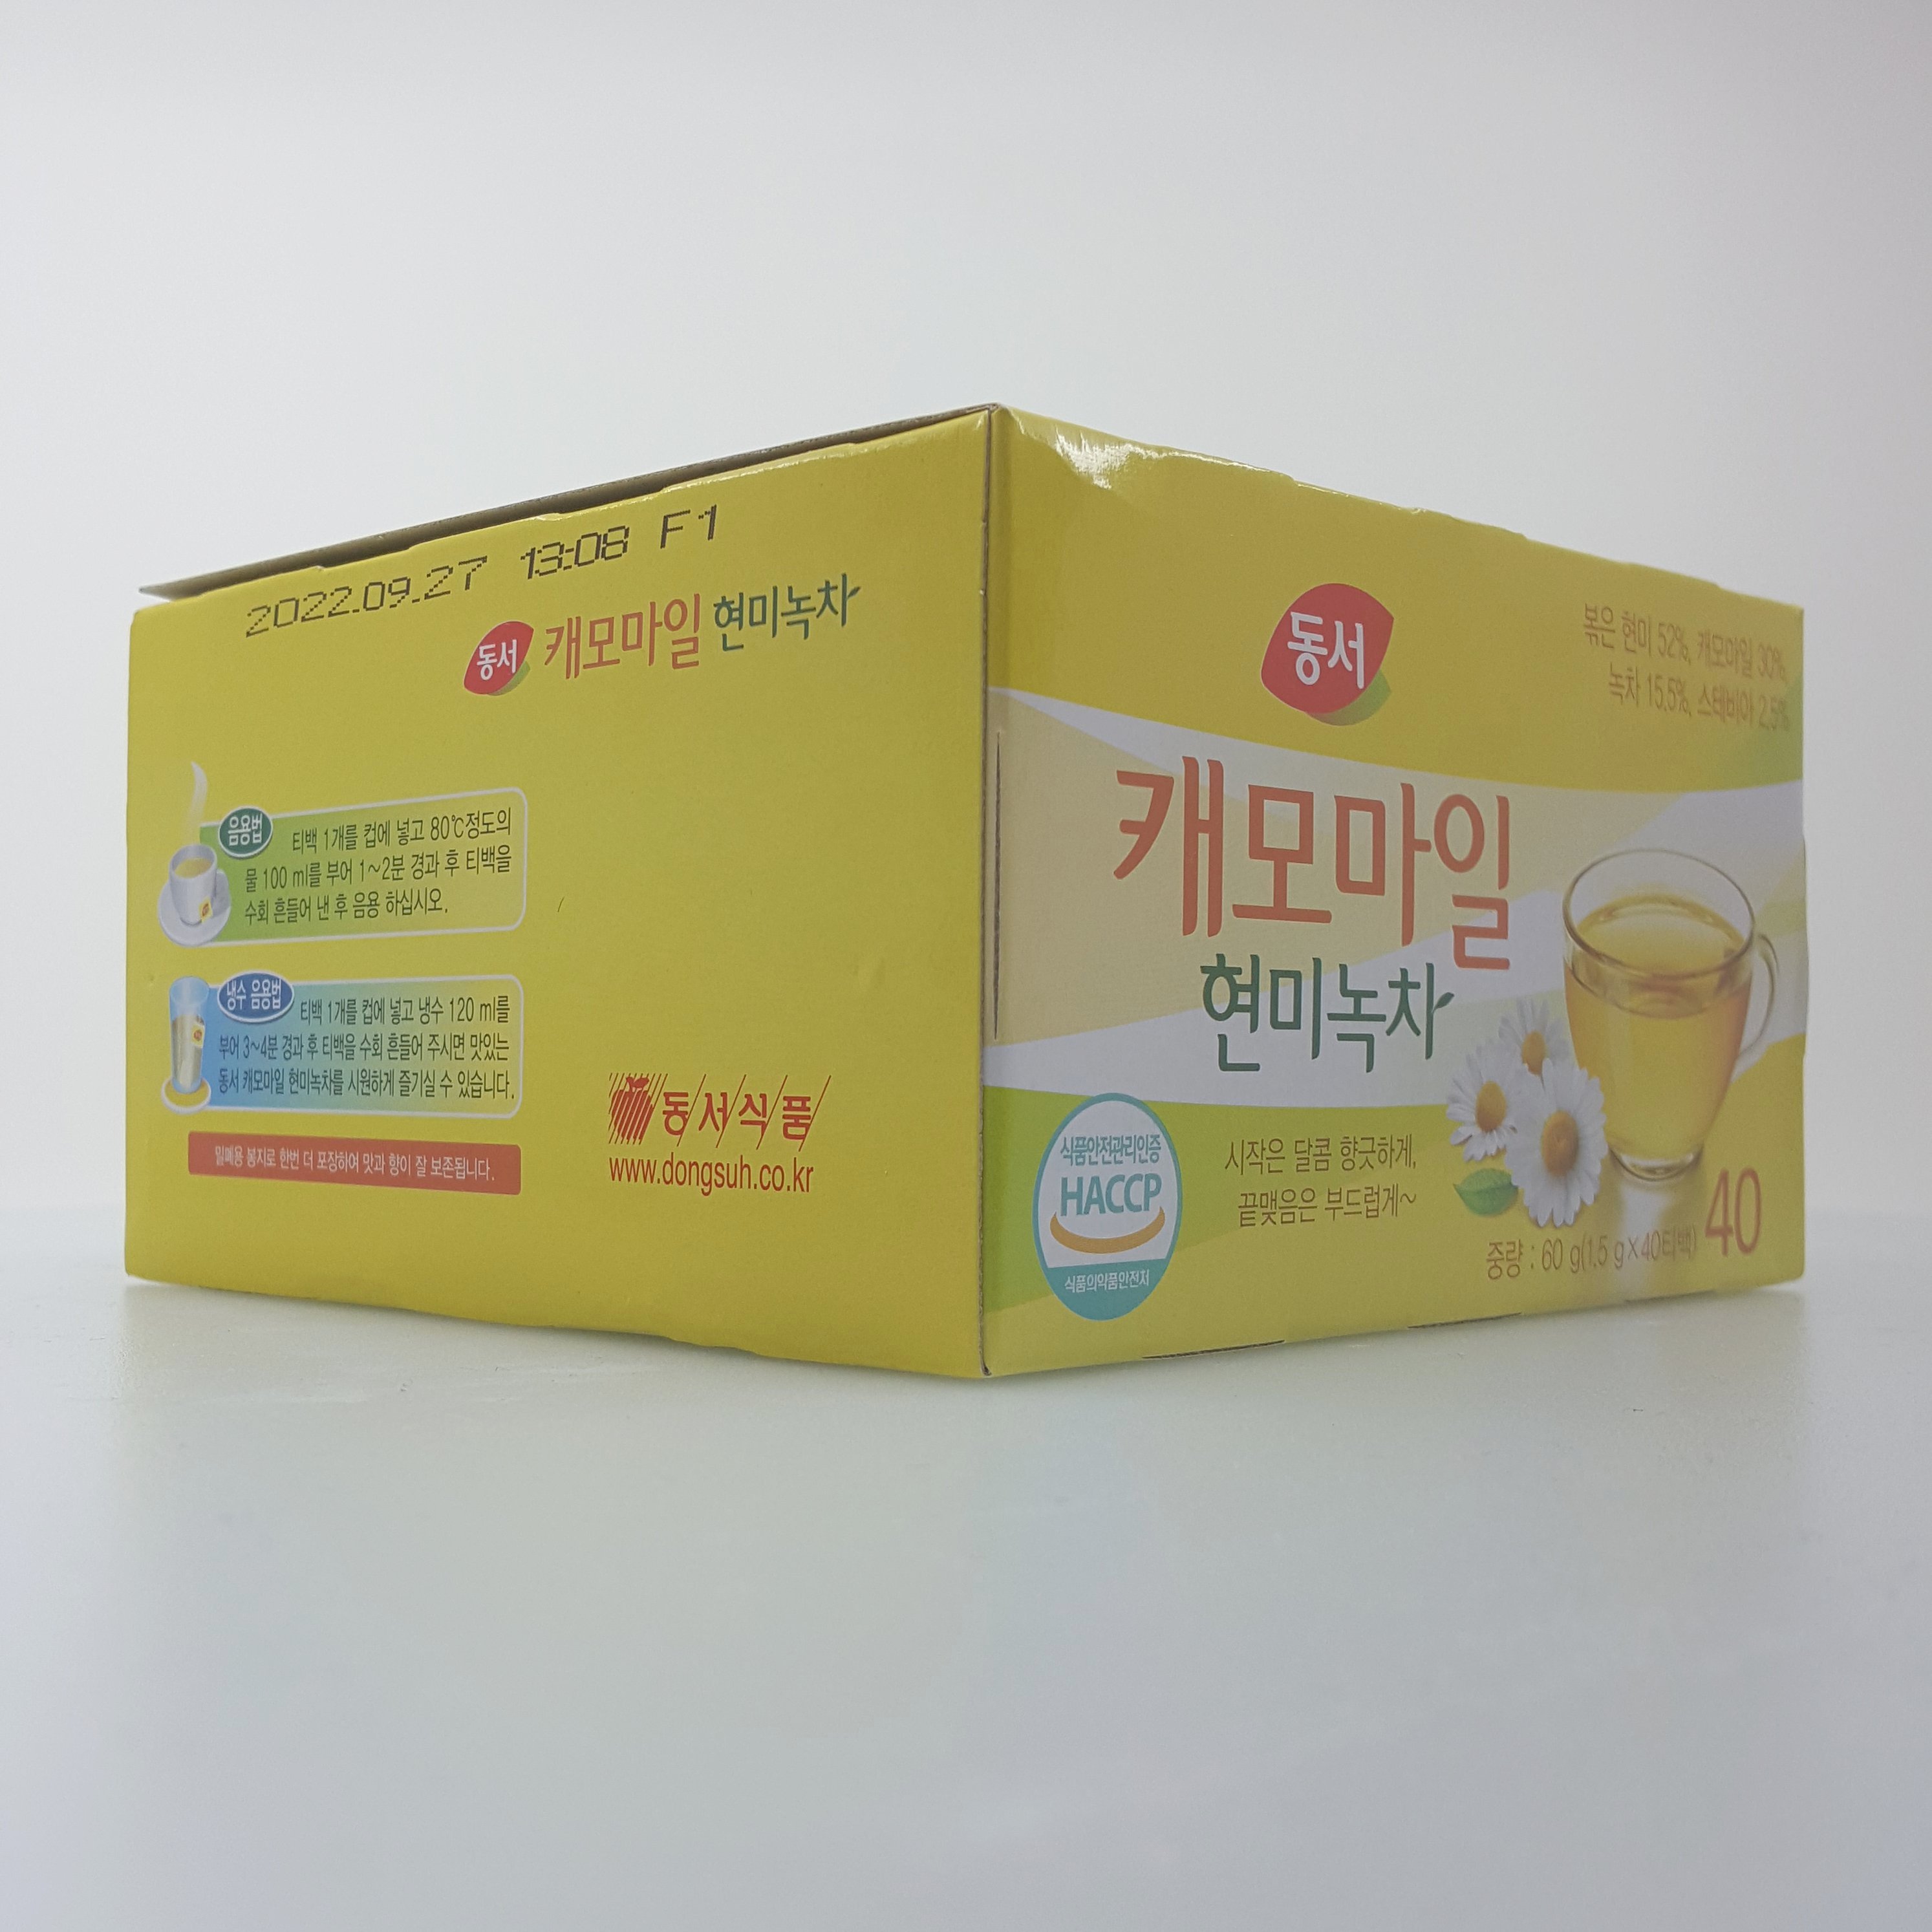 2022.09.27 13:08 F1
동서 캐모마일 현미녹차
음용법 티백 1개를 컵에 넣고 80℃정도의
물 100 ml를 부어 1~2분 경과 후 티백을
수회 흔들어 낸 후 음용 하십시오.
냉수 음용법 티백 1개를 컵에 넣고 냉수 120 ml를
부어 3~4분 경과 후 티백을 수회 흔들어 주시면 맛있는
동서 캐모마일 현미녹차를 시원하게 즐기실 수 있습니다.
밀폐용 봉지로 한번 더 포장하여 맛과 향이 잘 보존됩니다.
동서식품
www.dongsuh.co.kr
동서
볶은 현미 52%, 캐모마일 30%,
녹차 15.5%, 스테비아 2.5%
캐모마일
현미녹차
식품안전관리인증
HACCP
식품의약품안전처
시작은 달콤 향긋하게,
끝맺음은 부드럽게~
중량 : 60 g(1.5 g×40티백) 40